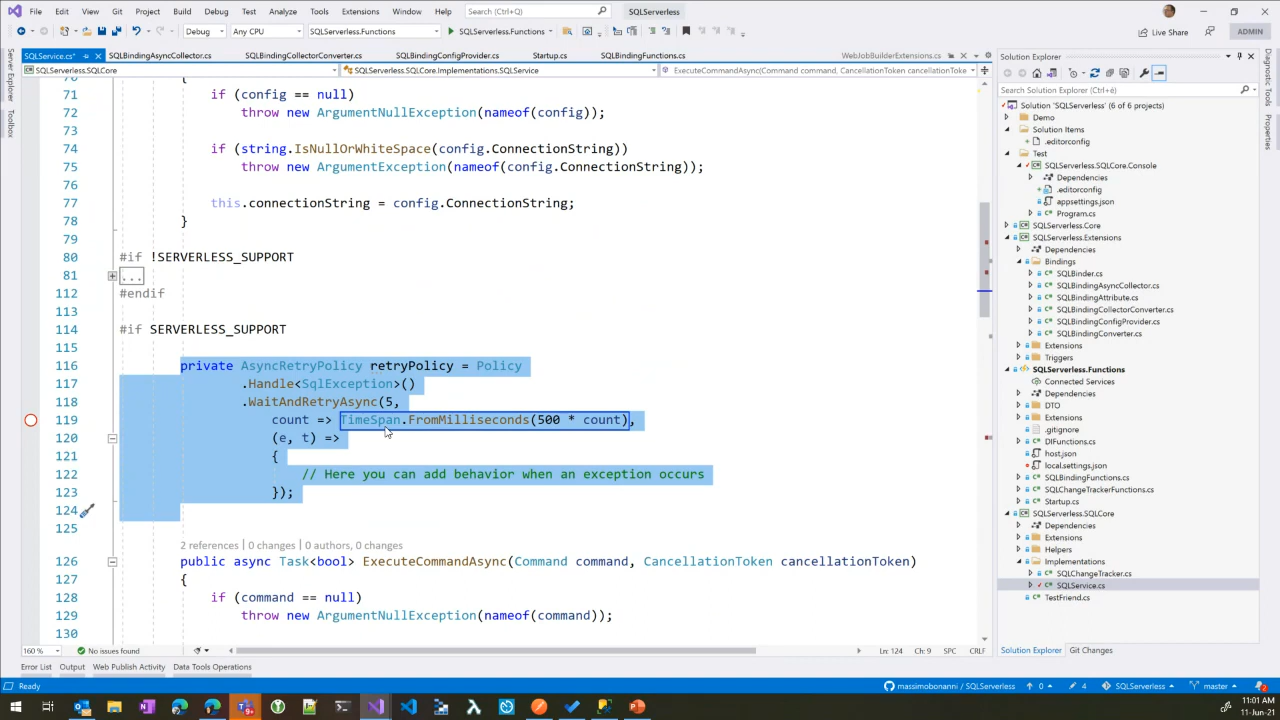 File Edit View Git Project Build Debug Test Analyze Tools Extensions Window Help Search (Ctrl+Q) SQLServerless
Debug Any CPU SQLServerless.Functions SQLServerless.Functions Live Share ADMIN
SQLService.cs* SQLBindingAsyncCollector.cs SQLBindingCollectorConverter.cs SQLBindingConfigProvider.cs Startup.cs SQLBindingFunctions.cs WebJobBuilderExtensions.cs
SQLServerless.SQLCore SQLServerless.SQLCore.Implementations.SQLService ExecuteCommandAsync(Command command, CancellationToken cancellationToke
Server Explorer
Toolbox
70 {
71 if (config == null)
72 throw new ArgumentNullException(nameof(config));
73
74 if (string.IsNullOrWhiteSpace(config.ConnectionString))
75 throw new ArgumentException(nameof(config.ConnectionString));
76
77 this.connectionString = config.ConnectionString;
78 }
79
80 #if !SERVERLESS_SUPPORT
81 ...
112 #endif
113
114 #if SERVERLESS_SUPPORT
115
116 private AsyncRetryPolicy retryPolicy = Policy
117 .Handle<SqlException>()
118 .WaitAndRetryAsync(5,
119 count => TimeSpan.FromMilliseconds(500 * count),
120 (e, t) =>
121 {
122 // Here you can add behavior when an exception occurs
123 });
124
125
2 references | 0 changes | 0 authors, 0 changes
126 public async Task<bool> ExecuteCommandAsync(Command command, CancellationToken cancellationToken)
127 {
128 if (command == null)
129 throw new ArgumentNullException(nameof(command));
130
160 % No issues found Ln: 124 Ch: 9 SPC CRLF
Error List Output Web Publish Activity Data Tools Operations
Solution Explorer
Search Solution Explorer (Ctrl+è)
Solution 'SQLServerless' (6 of 6 projects)
Demo
Solution Items
.editorconfig
Test
SQLServerless.SQLCore.Console
Dependencies
.editorconfig
appsettings.json
Program.cs
SQLServerless.Core
SQLServerless.Extensions
Dependencies
Bindings
SQLBinder.cs
SQLBindingAsyncCollector.cs
SQLBindingAttribute.cs
SQLBindingCollectorConverter.cs
SQLBindingConfigProvider.cs
SQLBindingConverter.cs
Extensions
Triggers
SQLServerless.Functions
Connected Services
Dependencies
DTO
Extensions
.gitignore
DIFunctions.cs
host.json
local.settings.json
SQLBindingFunctions.cs
SQLChangeTrackerFunctions.cs
Startup.cs
SQLServerless.SQLCore
Dependencies
Extensions
Helpers
Implementations
SQLChangeTracker.cs
SQLService.cs
TestFriend.cs
Solution Explorer Git Changes
Diagnostic Tools
Properties
Ready massimobonanni / SQLServerless 0 4 SQLServerless master 2
11:01 AM
11-Jun-21